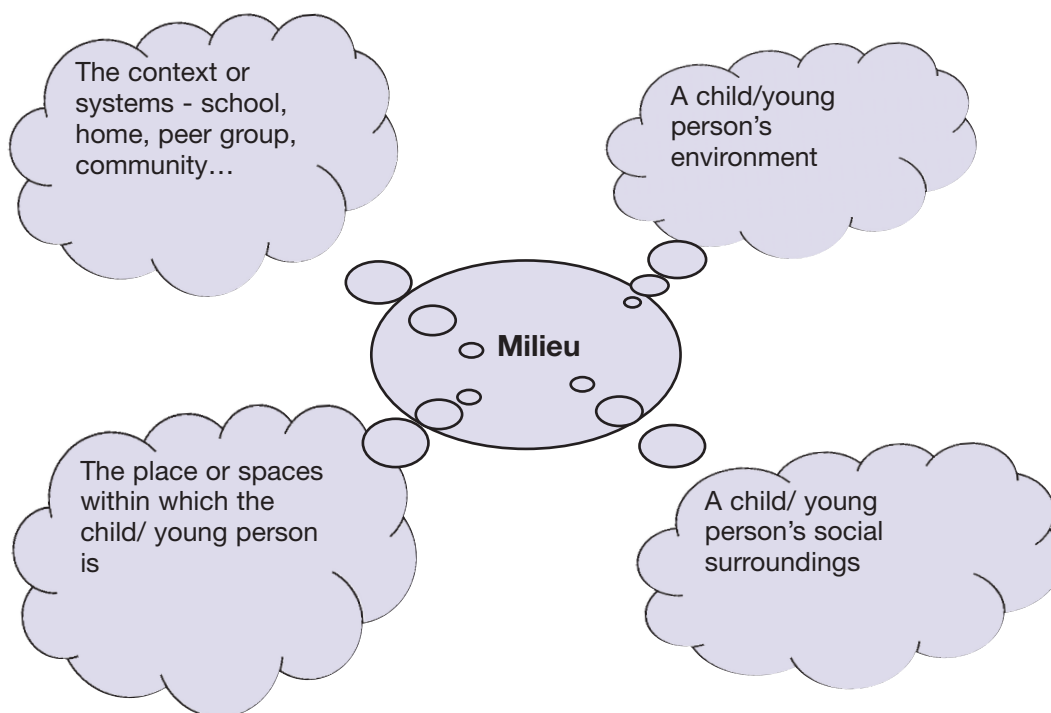 The context or
systems - school,
home, peer group,
community…
A child/young
person’s
environment
Milieu
The place or spaces
within which the
child/ young person
is
A child/ young
person’s social
surroundings